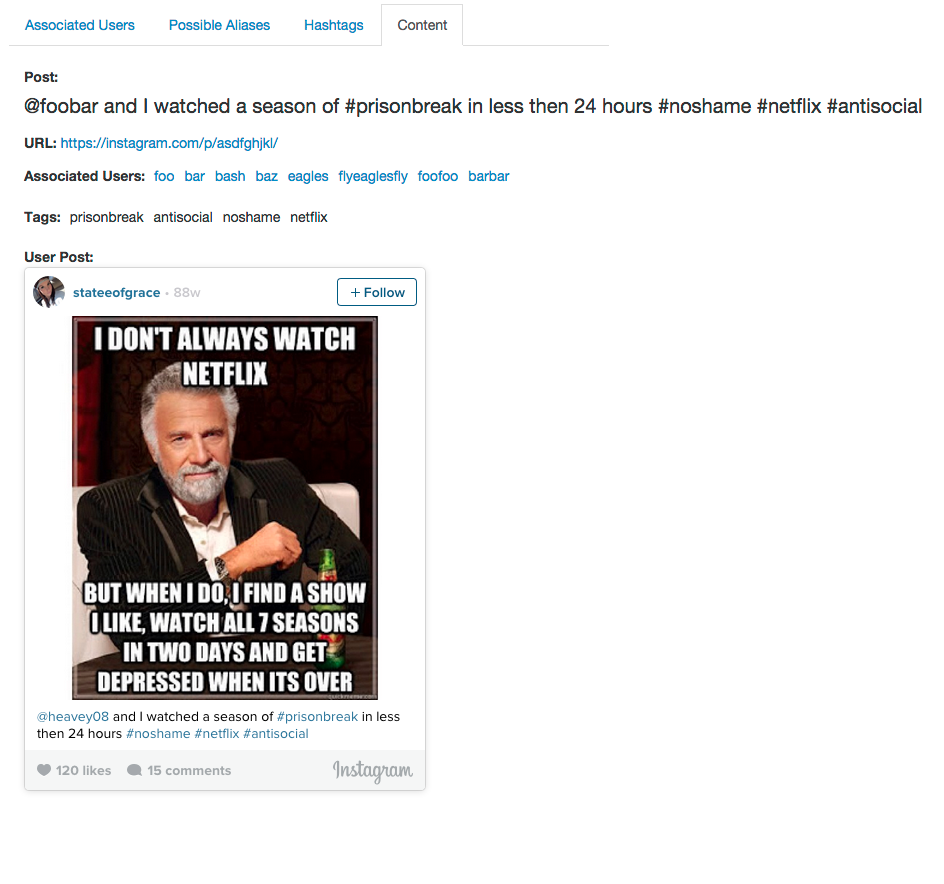 Associated Users Possible Aliases Hashtags Content
Post:
@foobar and I watched a season of #prisonbreak in less then 24 hours #noshame #netflix #antisocial
URL: https://instagram.com/p/asdfghjkl/
Associated Users: foo bar bash baz eagles flyeaglesfly foofoo barbar
Tags: prisonbreak antisocial noshame netflix
User Post:
stateeofgrace • 88w + Follow
I DON'T ALWAYS WATCH
NETFLIX
BUT WHEN I DO, I FIND A SHOW
I LIKE, WATCH ALL 7 SEASONS
IN TWO DAYS AND GET
DEPRESSED WHEN ITS OVER
quickmeme.com
@heavey08 and I watched a season of #prisonbreak in less
then 24 hours #noshame #netflix #antisocial
120 likes 15 comments Instagram